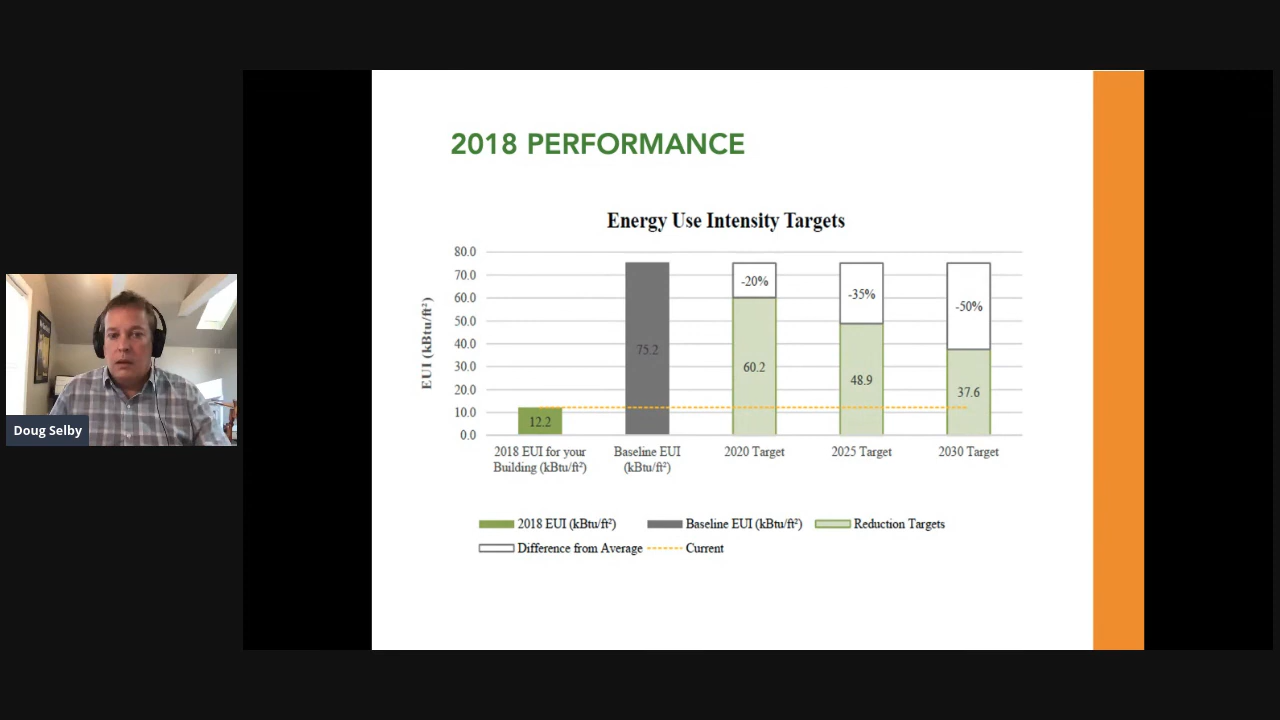 2018 PERFORMANCE
Energy Use Intensity Targets
EUI (kBtu/ft²)
80.0
70.0
60.0
50.0
40.0
30.0
20.0
10.0
0.0
12.2
75.2
-20%
60.2
-35%
48.9
-50%
37.6
2018 EUI for your
Building (kBtu/ft²)
Baseline EUI
(kBtu/ft²)
2020 Target
2025 Target
2030 Target
2018 EUI (kBtu/ft²)
Baseline EUI (kBtu/ft²)
Reduction Targets
Difference from Average
Current
Doug Selby